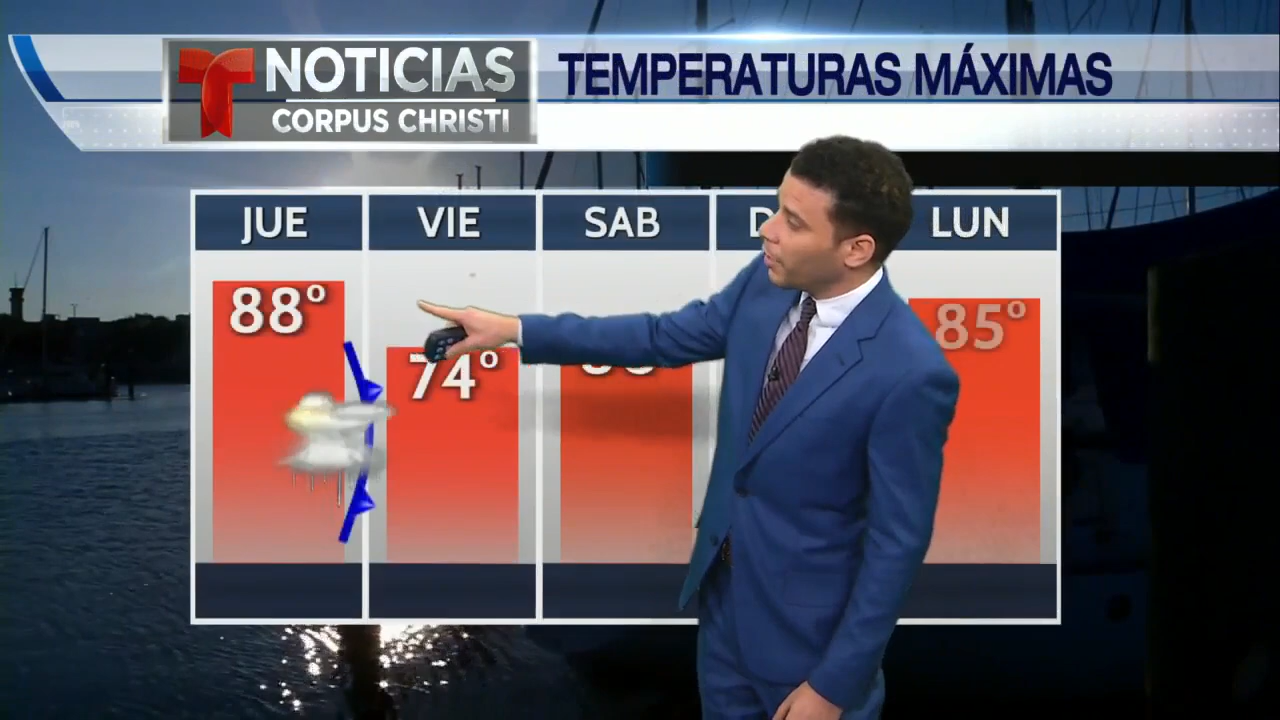 NOTICIAS
CORPUS CHRISTI
TEMPERATURAS MÁXIMAS
JUE
VIE
SAB
D
LUN
88°
74°
85°